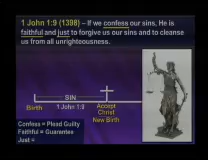 1 John 1:9 (1398) – If we confess our sins, He is
faithful and just to forgive us our sins and to cleanse
us from all unrighteousness.
SIN
Birth
1 John 1:9
Accept
Christ
New Birth
Confess = Plead Guilty
Faithful = Guarantee
Just =